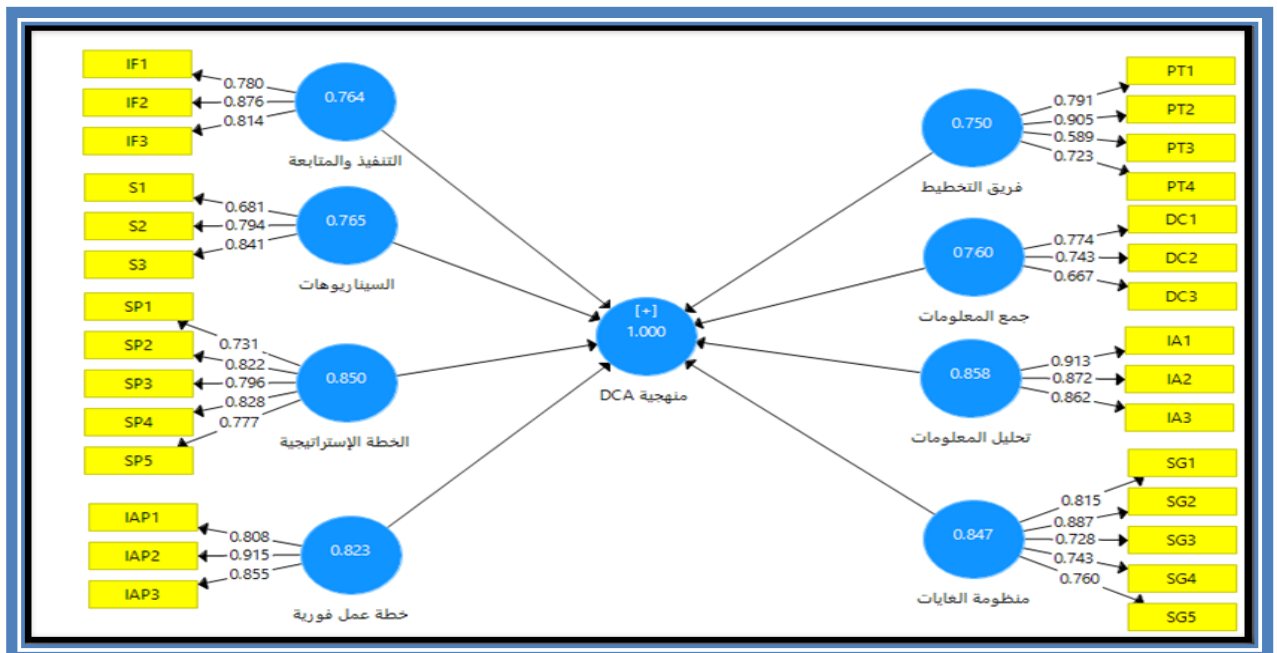 IF1
IF2
IF3
0.780
0.876
0.814
0.764
التنفيذ والمتابعة
S1
S2
S3
0.681
0.794
0.841
0.765
السيناريوهات
SP1
SP2
SP3
SP4
SP5
0.731
0.822
0.796
0.828
0.777
0.850
الخطة الإستراتيجية
IAP1
IAP2
IAP3
0.808
0.915
0.855
0.823
خطة عمل فورية
[+]
1.000
منهجية DCA
0.750
فريق التخطيط
0.791
0.905
0.589
0.723
PT1
PT2
PT3
PT4
0.760
جمع المعلومات
0.774
0.743
0.667
DC1
DC2
DC3
0.858
تحليل المعلومات
0.913
0.872
0.862
IA1
IA2
IA3
0.847
منظومة الغايات
0.815
0.887
0.728
0.743
0.760
SG1
SG2
SG3
SG4
SG5